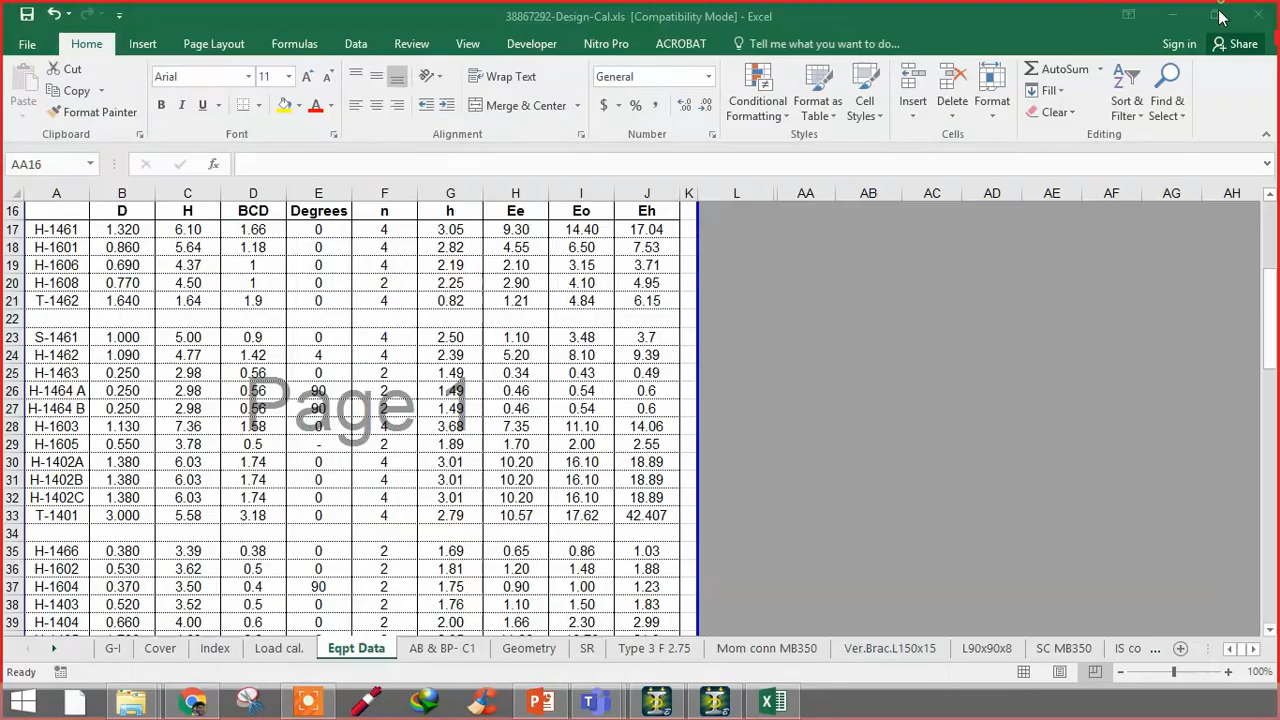 38867292-Design-Cal.xls [Compatibility Mode] - Excel
File Home Insert Page Layout Formulas Data Review View Developer Nitro Pro ACROBAT Tell me what you want to do... Sign in Share
Paste Cut Copy Format Painter
Arial 11 B I U
Wrap Text Merge & Center
General $ %
Conditional Formatting Format as Table Cell Styles
Insert Delete Format
AutoSum Fill Clear Sort & Filter Find & Select
Clipboard Font Alignment Number Styles Cells Editing
AA16 fx
A B C D E F G H I J K L AA AB AC AD AE AF AG AH
16 D H BCD Degrees n h Ee Eo Eh
17 H-1461 1.320 6.10 1.66 0 4 3.05 9.30 14.40 17.04
18 H-1601 0.860 5.64 1.18 0 4 2.82 4.55 6.50 7.53
19 H-1606 0.690 4.37 1 0 4 2.19 2.10 3.15 3.71
20 H-1608 0.770 4.50 1 0 2 2.25 2.90 4.10 4.95
21 T-1462 1.640 1.64 1.9 0 4 0.82 1.21 4.84 6.15
22
23 S-1461 1.000 5.00 0.9 0 4 2.50 1.10 3.48 3.7
24 H-1462 1.090 4.77 1.42 4 4 2.39 5.20 8.10 9.39
25 H-1463 0.250 2.98 0.56 0 2 1.49 0.34 0.43 0.49
26 H-1464 A 0.250 2.98 0.56 90 2 1.49 0.46 0.54 0.6
27 H-1464 B 0.250 2.98 0.56 90 2 1.49 0.46 0.54 0.6
Page 1
28 H-1603 1.130 7.36 1.58 0 4 3.68 7.35 11.10 14.06
29 H-1605 0.550 3.78 0.5 - 2 1.89 1.70 2.00 2.55
30 H-1402A 1.380 6.03 1.74 0 4 3.01 10.20 16.10 18.89
31 H-1402B 1.380 6.03 1.74 0 4 3.01 10.20 16.10 18.89
32 H-1402C 1.380 6.03 1.74 0 4 3.01 10.20 16.10 18.89
33 T-1401 3.000 5.58 3.18 0 4 2.79 10.57 17.62 42.407
34
35 H-1466 0.380 3.39 0.38 0 2 1.69 0.65 0.86 1.03
36 H-1602 0.530 3.62 0.5 0 2 1.81 1.20 1.48 1.88
37 H-1604 0.370 3.50 0.4 90 2 1.75 0.90 1.00 1.23
38 H-1403 0.520 3.52 0.5 0 2 1.76 1.10 1.50 1.83
39 H-1404 0.660 4.00 0.6 0 2 2.00 1.66 2.30 2.99
G-I Cover Index Load cal. Eqpt Data AB & BP- C1 Geometry SR Type 3 F 2.75 Mom conn MB350 Ver.Brac.L150x15 L90x90x8 SC MB350 IS co ...
Ready 100%